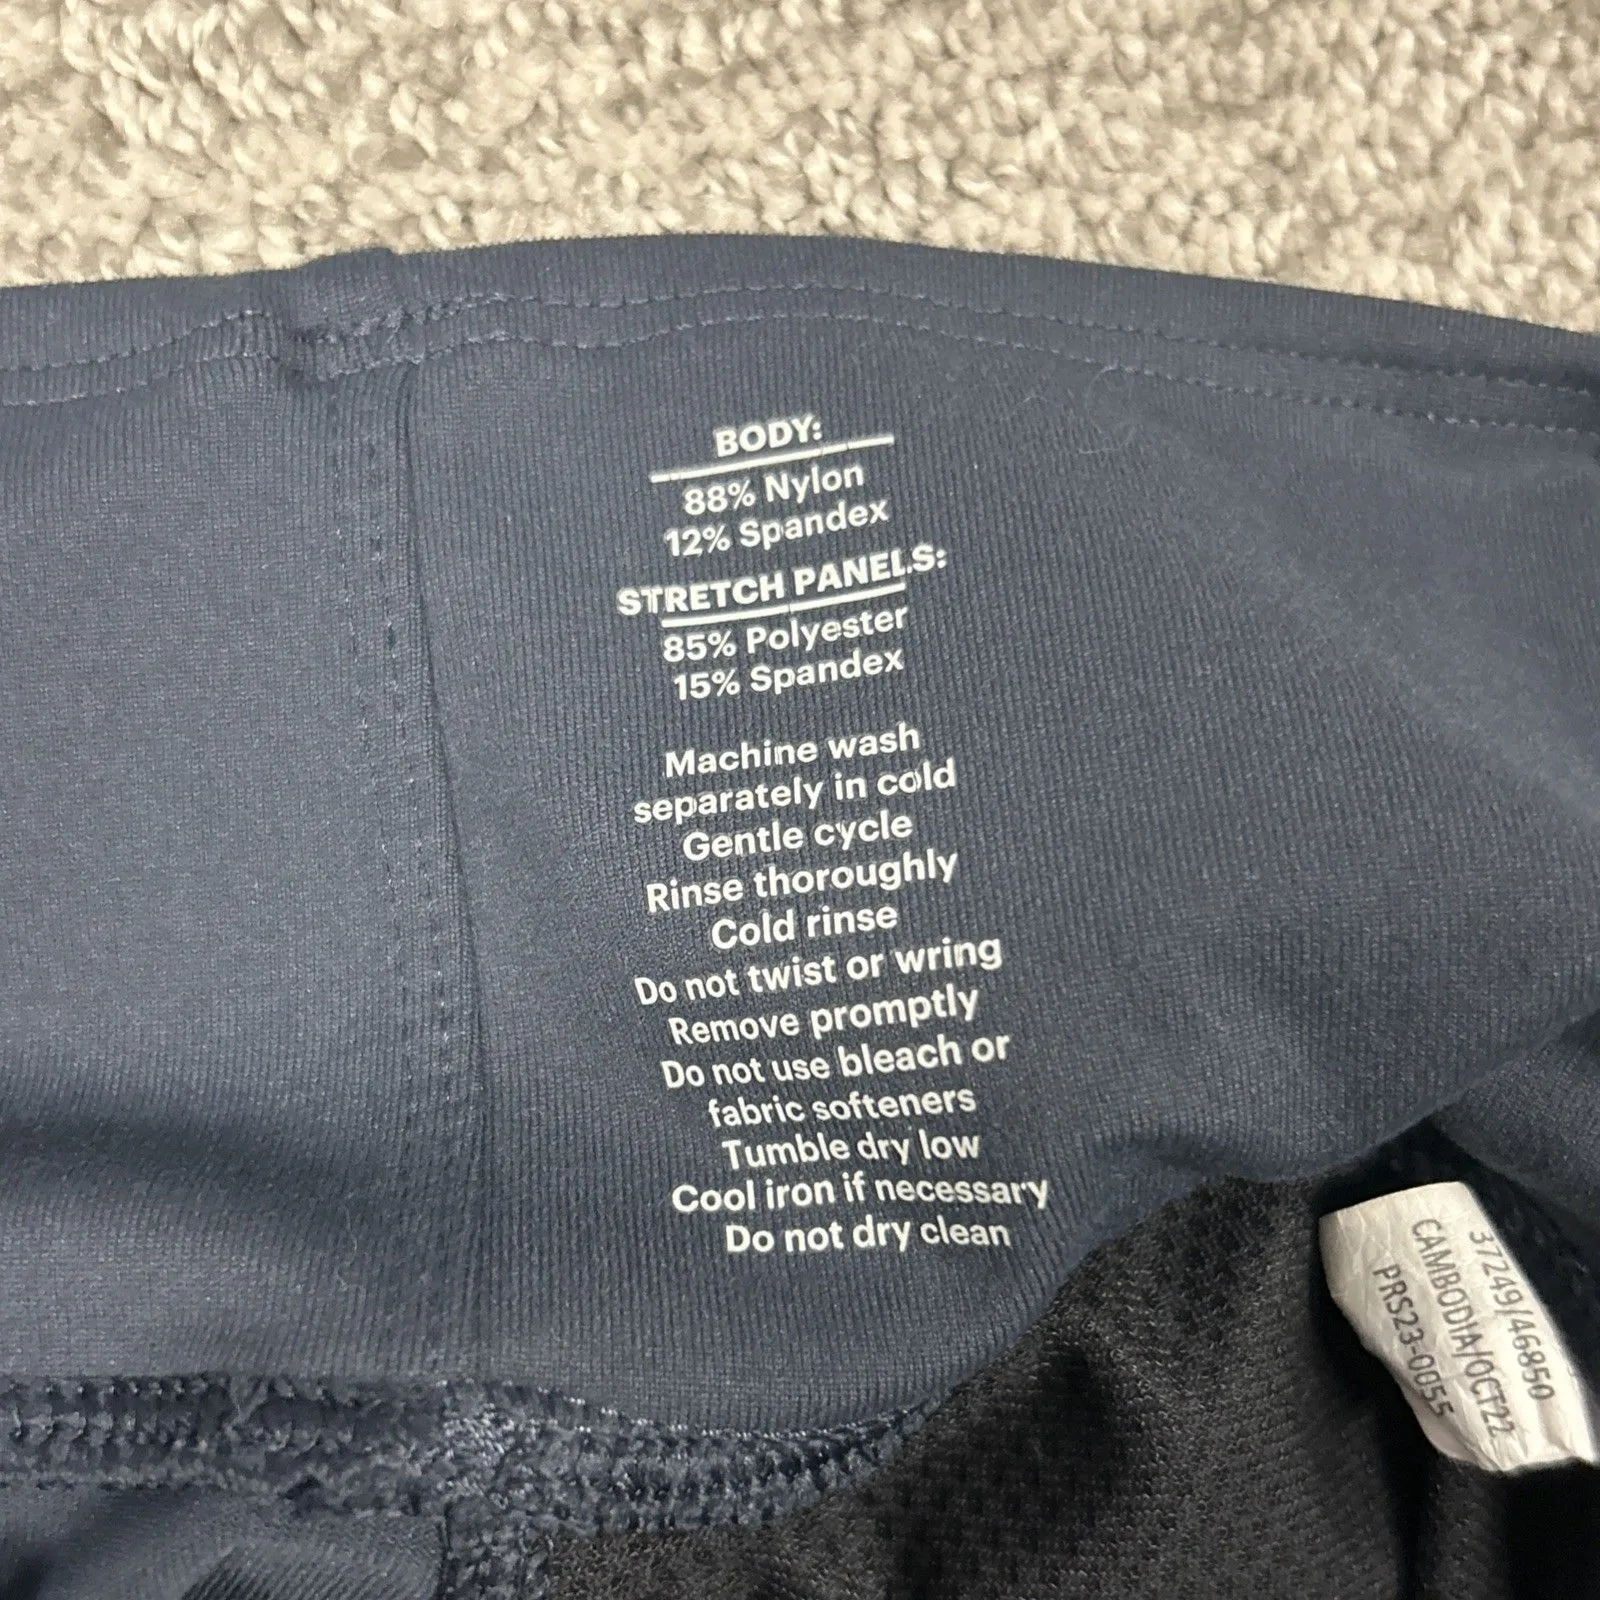 BODY:
88% Nylon
12% Spandex
STRETCH PANELS:
85% Polyester
15% Spandex
Machine wash
separately in cold
Gentle cycle
Rinse thoroughly
Cold rinse
Do not twist or wring
Remove promptly
Do not use bleach or
fabric softeners
Tumble dry low
Cool iron if necessary
Do not dry clean
37249/46850
CAMBODIA/OCT22
PRS23-0055